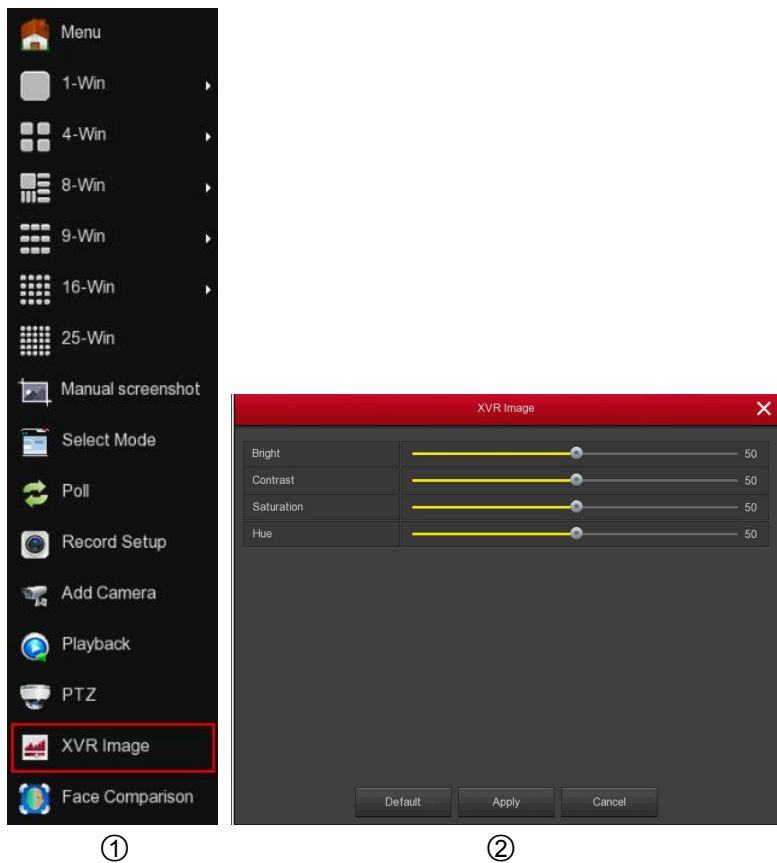 Menu
1-Win
4-Win
8-Win
9-Win
16-Win
25-Win
Manual screenshot
Select Mode
Poll
Record Setup
Add Camera
Playback
PTZ
XVR Image
Face Comparison
①
XVR Image
Bright 50
Contrast 50
Saturation 50
Hue 50
Default Apply Cancel
②